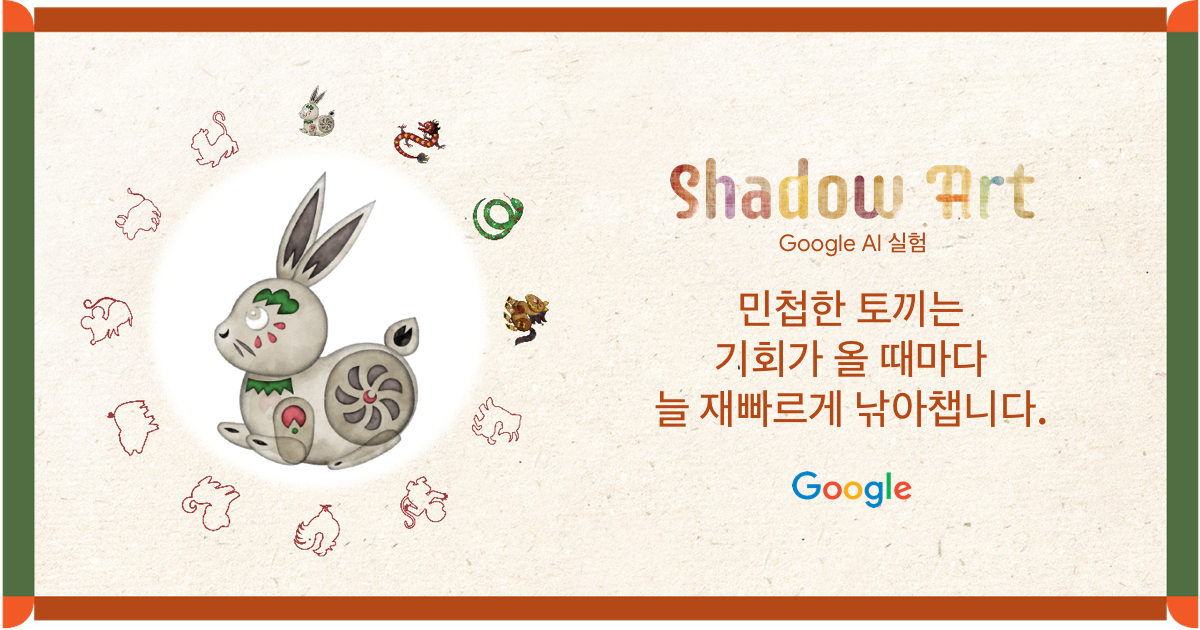 Shadow Art
Google AI 실험
민첩한 토끼는
기회가 올 때마다
늘 재빠르게 낚아챕니다.
Google